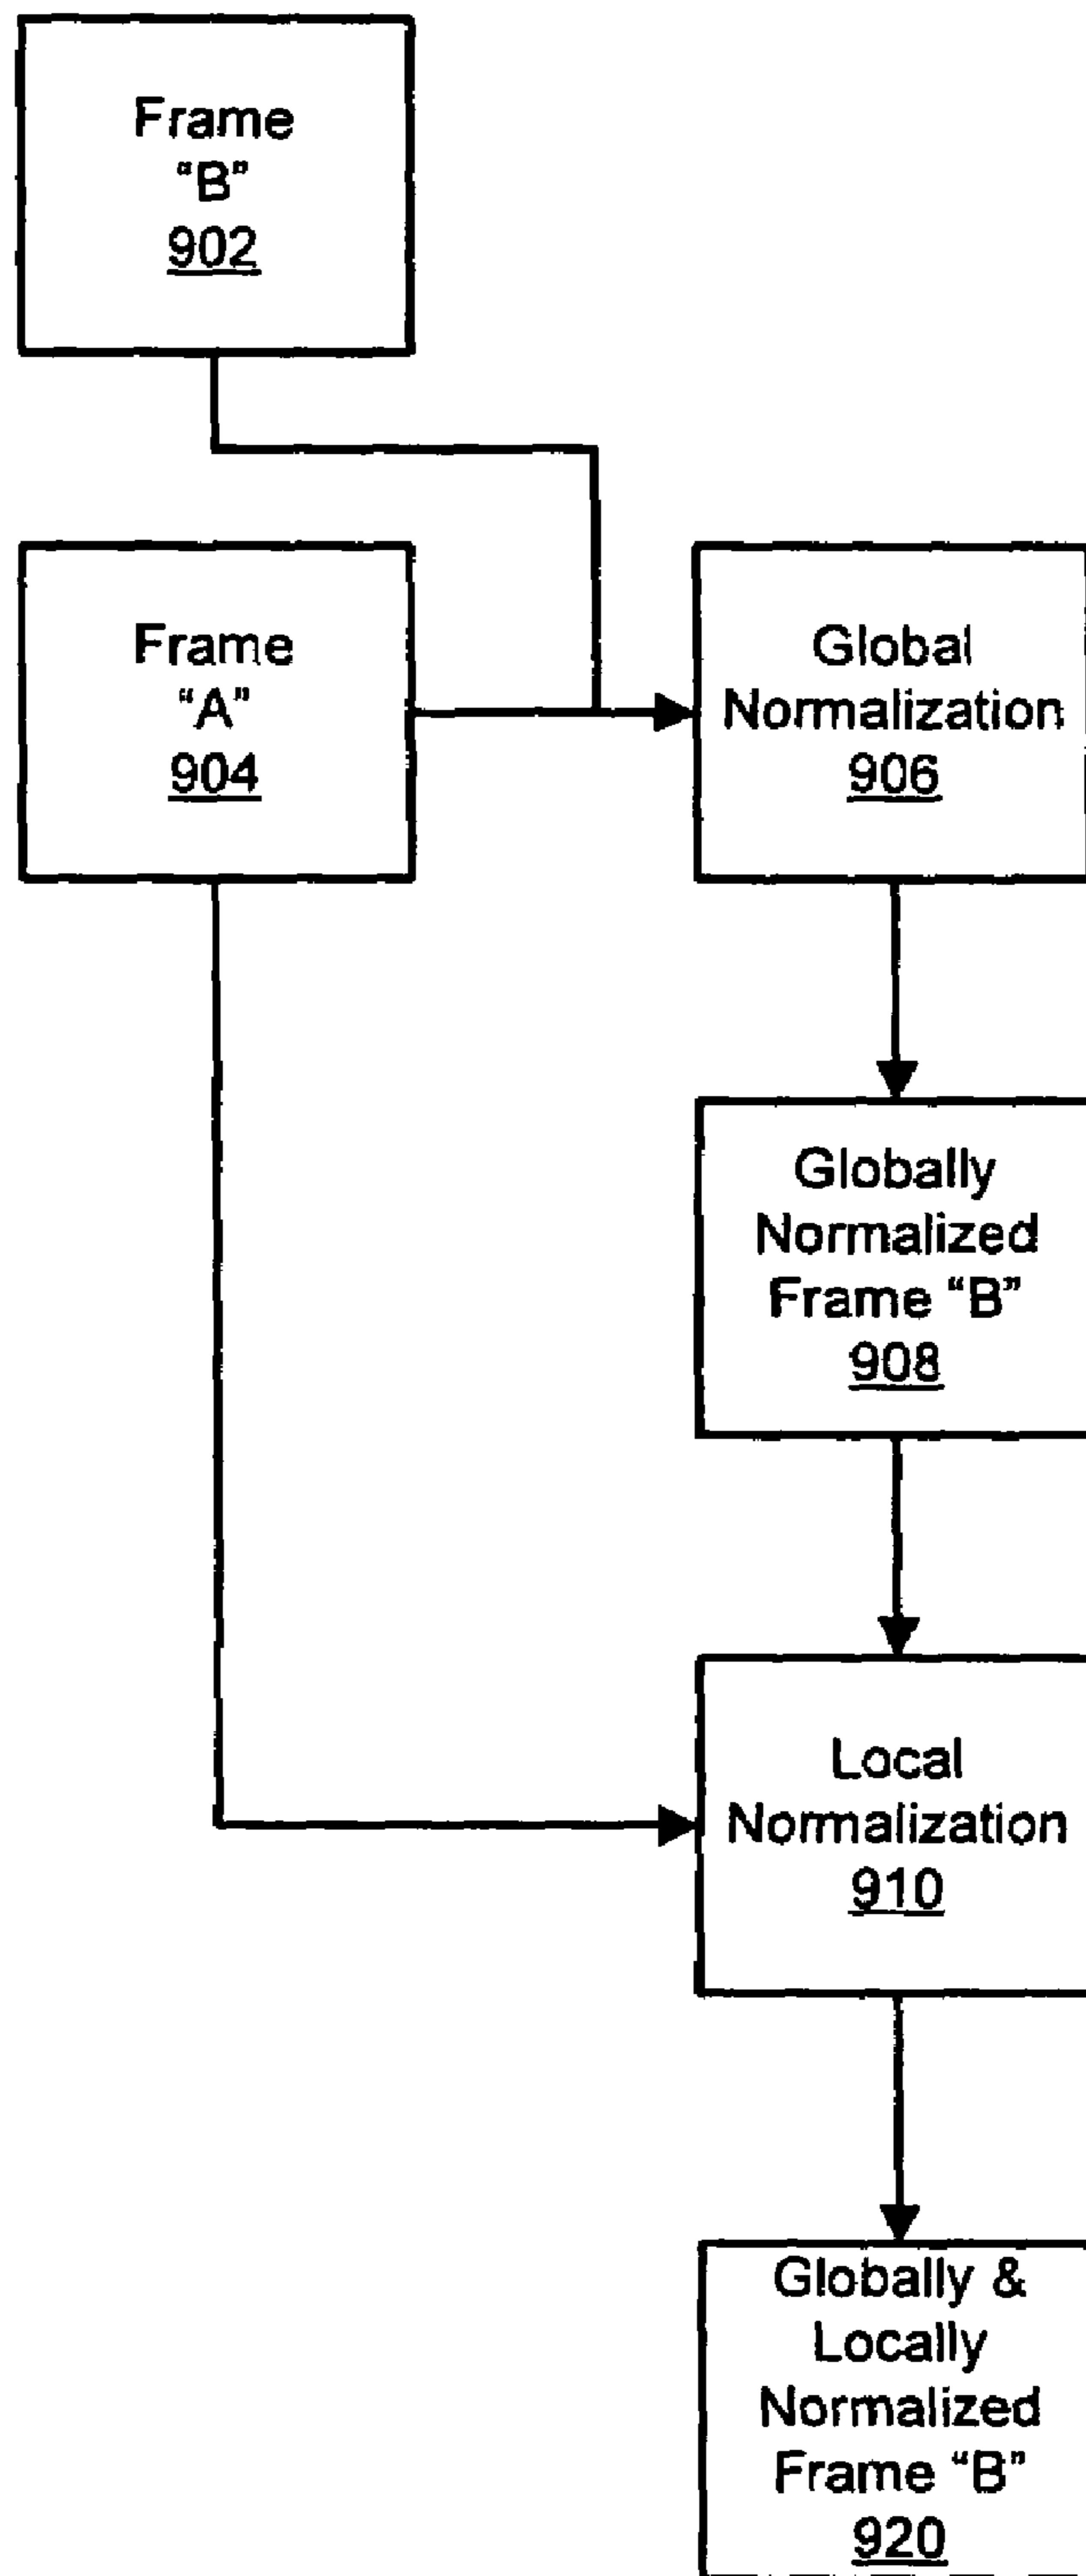 Frame
“B”
902
Frame
“A”
904
Global
Normalization
906
Globally
Normalized
Frame “B”
908
Local
Normalization
910
Globally &
Locally
Normalized
Frame “B”
920